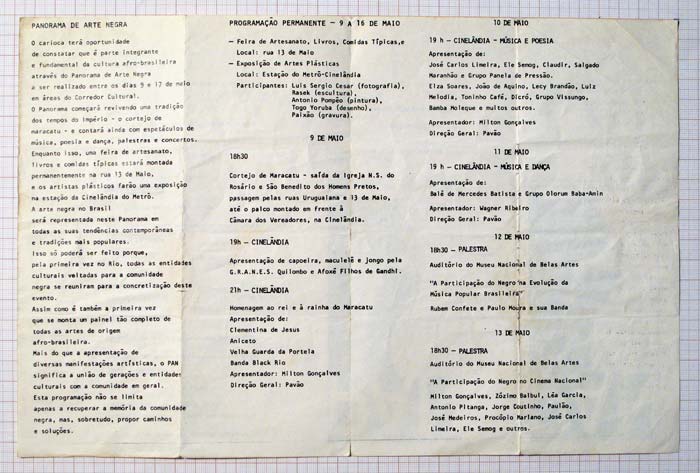 PANORAMA DE ARTE NEGRA
O carioca terá oportunidade
de constatar que é parte integrante
e fundamental da cultura afro-brasileira
através do Panorama de Arte Negra
a ser realizado entre os dias 9 e 17 de maio
em áreas do Corredor Cultural.
O Panorama começará revivendo uma tradição
dos tempos do império - o cortejo de
maracatu - e contará ainda com espetáculos de
música, poesia e dança, palestras e concertos.
Enquanto isso, uma feira de artesanato,
livros e comidas típicas estará montada
permanentemente na rua 13 de Maio,
e os artistas plásticos farão uma exposição
na estação da Cinelândia do Metrô.
A arte negra no Brasil
será representada neste Panorama em
todas as suas tendências contemporâneas
e tradições mais populares.
Isso só poderá ser feito porque,
pela primeira vez no Rio, todas as entidades
culturais voltadas para a comunidade
negra se reuniram para a concretização deste
evento.
Assim como é também a primeira vez
que se monta um painel tão completo de
todas as artes de origem
afro-brasileira.
Mais do que a apresentação de
diversas manifestações artísticas, o PAN
significa a união de gerações e entidades
culturais com a comunidade em geral.
Esta programação não se limita
apenas a recuperar a memória da comunidade
negra, mas, sobretudo, propor caminhos
e soluções.
PROGRAMAÇÃO PERMANENTE - 9 A 16 DE MAIO
— Feira de Artesanato, Livros, Comidas Típicas,e
Local: rua 13 de Maio
— Exposição de Artes Plásticas
Local: Estação do Metrô-Cinelândia
Participantes: Luis Sergio Cesar (fotografia),
Rasek (escultura),
Antonio Pompêo (pintura),
Togo Yoruba (desenho),
Paixão (gravura).
9 DE MAIO
18h30
Cortejo de Maracatu - saída da Igreja N.S. do
Rosário e São Benedito dos Homens Pretos,
passagem pelas ruas Uruguaiana e 13 de Maio,
até o palco montado em frente à
Câmara dos Vereadores, na Cinelândia.
19h - CINELÂNDIA
Apresentação de capoeira, maculelê e jongo pela
G.R.A.N.E.S. Quilombo e Afoxé Filhos de Gandhi.
21h - CINELÂNDIA
Homenagem ao rei e à rainha do Maracatu
Apresentação de:
Clementina de Jesus
Aniceto
Velha Guarda da Portela
Banda Black Rio
Apresentador: Milton Gonçalves
Direção Geral: Pavão
10 DE MAIO
19 h - CINELÂNDIA - MÚSICA E POESIA
Apresentação de:
José Carlos Limeira, Ele Semog, Claudir, Salgado
Maranhão e Grupo Panela de Pressão.
Elza Soares, João de Aquino, Lecy Brandão, Luiz
Melodia, Toninho Café, Dicró, Grupo Vissungo,
Bamba Moleque e muitos outros.
Apresentador: Milton Gonçalves
Direção Geral: Pavão
11 DE MAIO
19 h - CINELÂNDIA - MÚSICA E DANÇA
Apresentação de:
Balé de Mercedes Batista e Grupo Olorum Baba-Anin
Apresentador: Wagner Ribeiro
Direção Geral: Pavão
12 DE MAIO
18h30 - PALESTRA
Auditório do Museu Nacional de Belas Artes
"A Participação do Negro na Evolução da
Música Popular Brasileira"
Rubem Confete e Paulo Moura e sua Banda
13 DE MAIO
18h30 - PALESTRA
Auditório do Museu Nacional de Belas Artes
"A Participação do Negro no Cinema Nacional"
Milton Gonçalves, Zózimo Balbul, Léa Garcia,
Antonio Pitanga, Jorge Coutinho, Paulão,
José Medeiros, Procópio Mariano, José Carlos
Limeira, Ele Semog e outros.